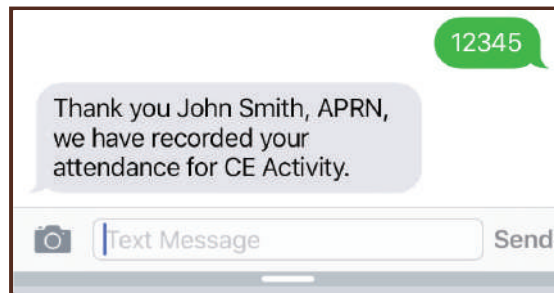 12345
Thank you John Smith, APRN,
we have recorded your
attendance for CE Activity.
Text Message
Send